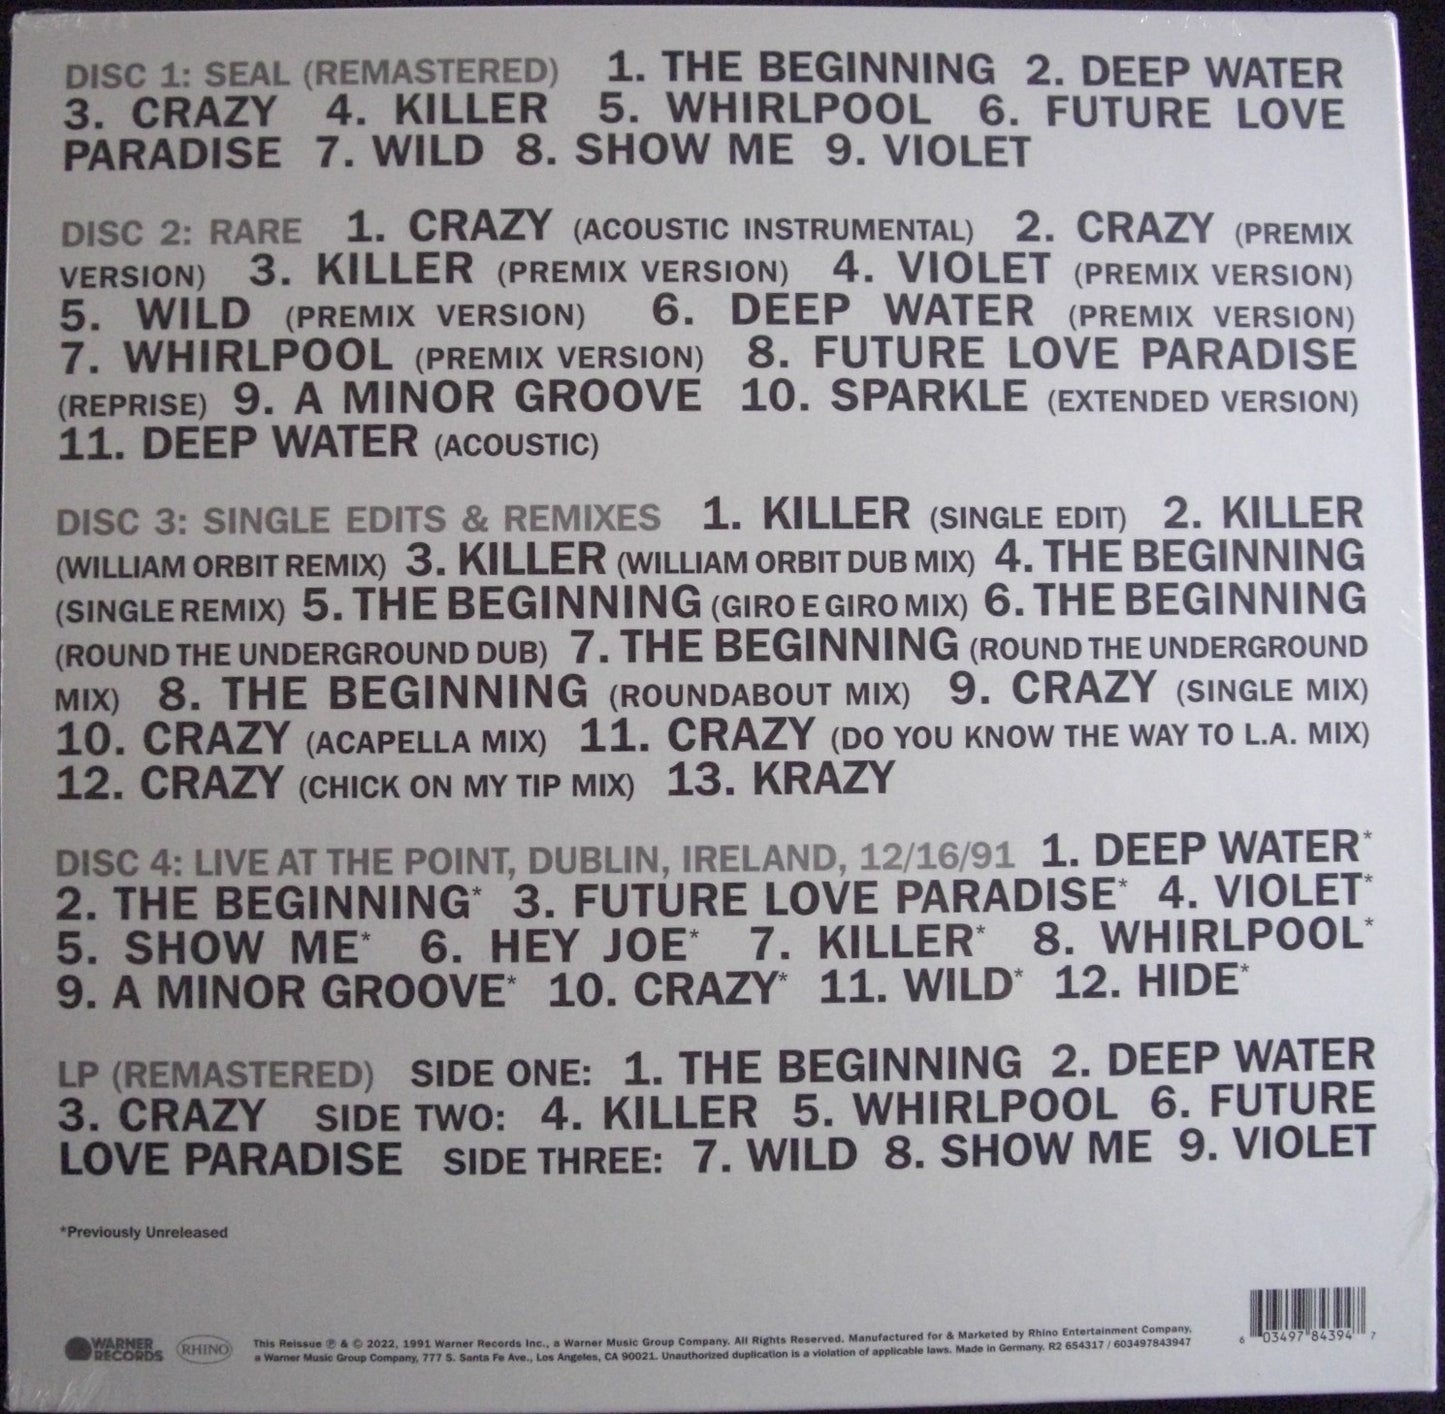 DISC 1: SEAL (REMASTERED) 1. THE BEGINNING 2. DEEP WATER
3. CRAZY 4. KILLER 5. WHIRLPOOL 6. FUTURE LOVE
PARADISE 7. WILD 8. SHOW ME 9. VIOLET
DISC 2: RARE 1. CRAZY (ACOUSTIC INSTRUMENTAL) 2. CRAZY (PREMIX
VERSION) 3. KILLER (PREMIX VERSION) 4. VIOLET (PREMIX VERSION)
5. WILD (PREMIX VERSION) 6. DEEP WATER (PREMIX VERSION)
7. WHIRLPOOL (PREMIX VERSION) 8. FUTURE LOVE PARADISE
(REPRISE) 9. A MINOR GROOVE 10. SPARKLE (EXTENDED VERSION)
11. DEEP WATER (ACOUSTIC)
DISC 3: SINGLE EDITS & REMIXES 1. KILLER (SINGLE EDIT) 2. KILLER
(WILLIAM ORBIT REMIX) 3. KILLER (WILLIAM ORBIT DUB MIX) 4. THE BEGINNING
(SINGLE REMIX) 5. THE BEGINNING (GIRO E GIRO MIX) 6. THE BEGINNING
(ROUND THE UNDERGROUND DUB) 7. THE BEGINNING (ROUND THE UNDERGROUND
MIX) 8. THE BEGINNING (ROUNDABOUT MIX) 9. CRAZY (SINGLE MIX)
10. CRAZY (ACAPELLA MIX) 11. CRAZY (DO YOU KNOW THE WAY TO L.A. MIX)
12. CRAZY (CHICK ON MY TIP MIX) 13. KRAZY
DISC 4: LIVE AT THE POINT, DUBLIN, IRELAND, 12/16/91 1. DEEP WATER*
2. THE BEGINNING* 3. FUTURE LOVE PARADISE* 4. VIOLET*
5. SHOW ME* 6. HEY JOE* 7. KILLER* 8. WHIRLPOOL*
9. A MINOR GROOVE* 10. CRAZY* 11. WILD* 12. HIDE*
LP (REMASTERED) SIDE ONE: 1. THE BEGINNING 2. DEEP WATER
3. CRAZY SIDE TWO: 4. KILLER 5. WHIRLPOOL 6. FUTURE
LOVE PARADISE SIDE THREE: 7. WILD 8. SHOW ME 9. VIOLET
*Previously Unreleased
WARNER RECORDS
RHINO
This Reissue ℗ & © 2022, 1991 Warner Records Inc., a Warner Music Group Company. All Rights Reserved. Manufactured for & Marketed by Rhino Entertainment Company,
a Warner Music Group Company, 777 S. Santa Fe Ave., Los Angeles, CA 90021. Unauthorized duplication is a violation of applicable laws. Made in Germany. R2 654317 / 603497843947
6 03497 84394 7